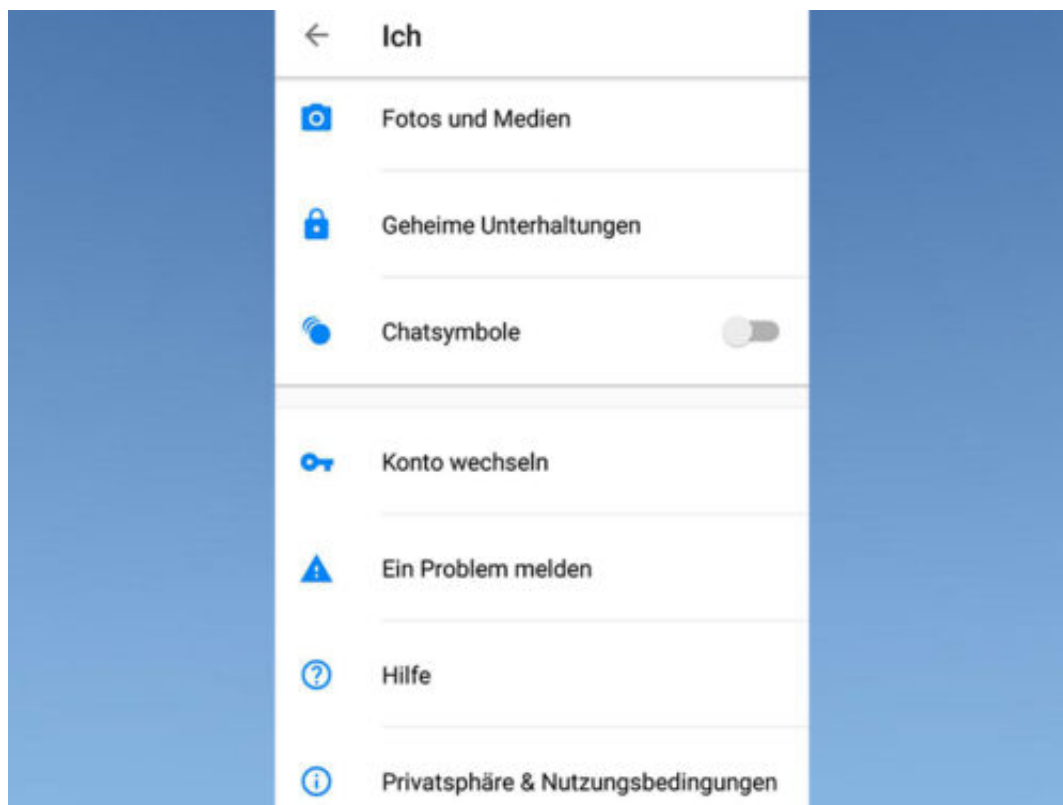 Ich
Fotos und Medien
Geheime Unterhaltungen
Chatsymbole
Konto wechseln
Ein Problem melden
Hilfe
Privatsphäre & Nutzungsbedingungen